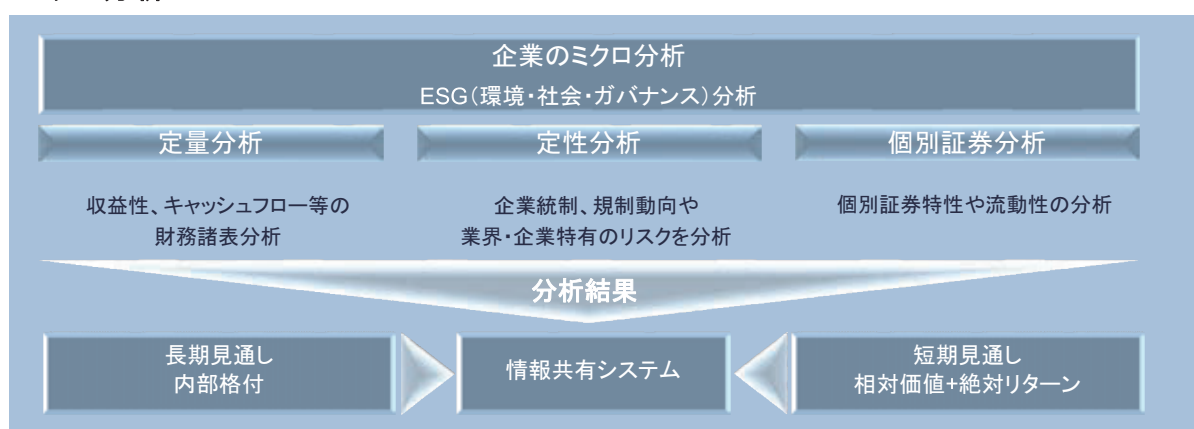 企業のミクロ分析
ESG(環境・社会・ガバナンス)分析
定量分析
定性分析
個別証券分析
収益性、キャッシュフロー等の
財務諸表分析
企業統制、規制動向や
業界・企業特有のリスクを分析
個別証券特性や流動性の分析
分析結果
長期見通し
内部格付
情報共有システム
短期見通し
相対価値+絶対リターン